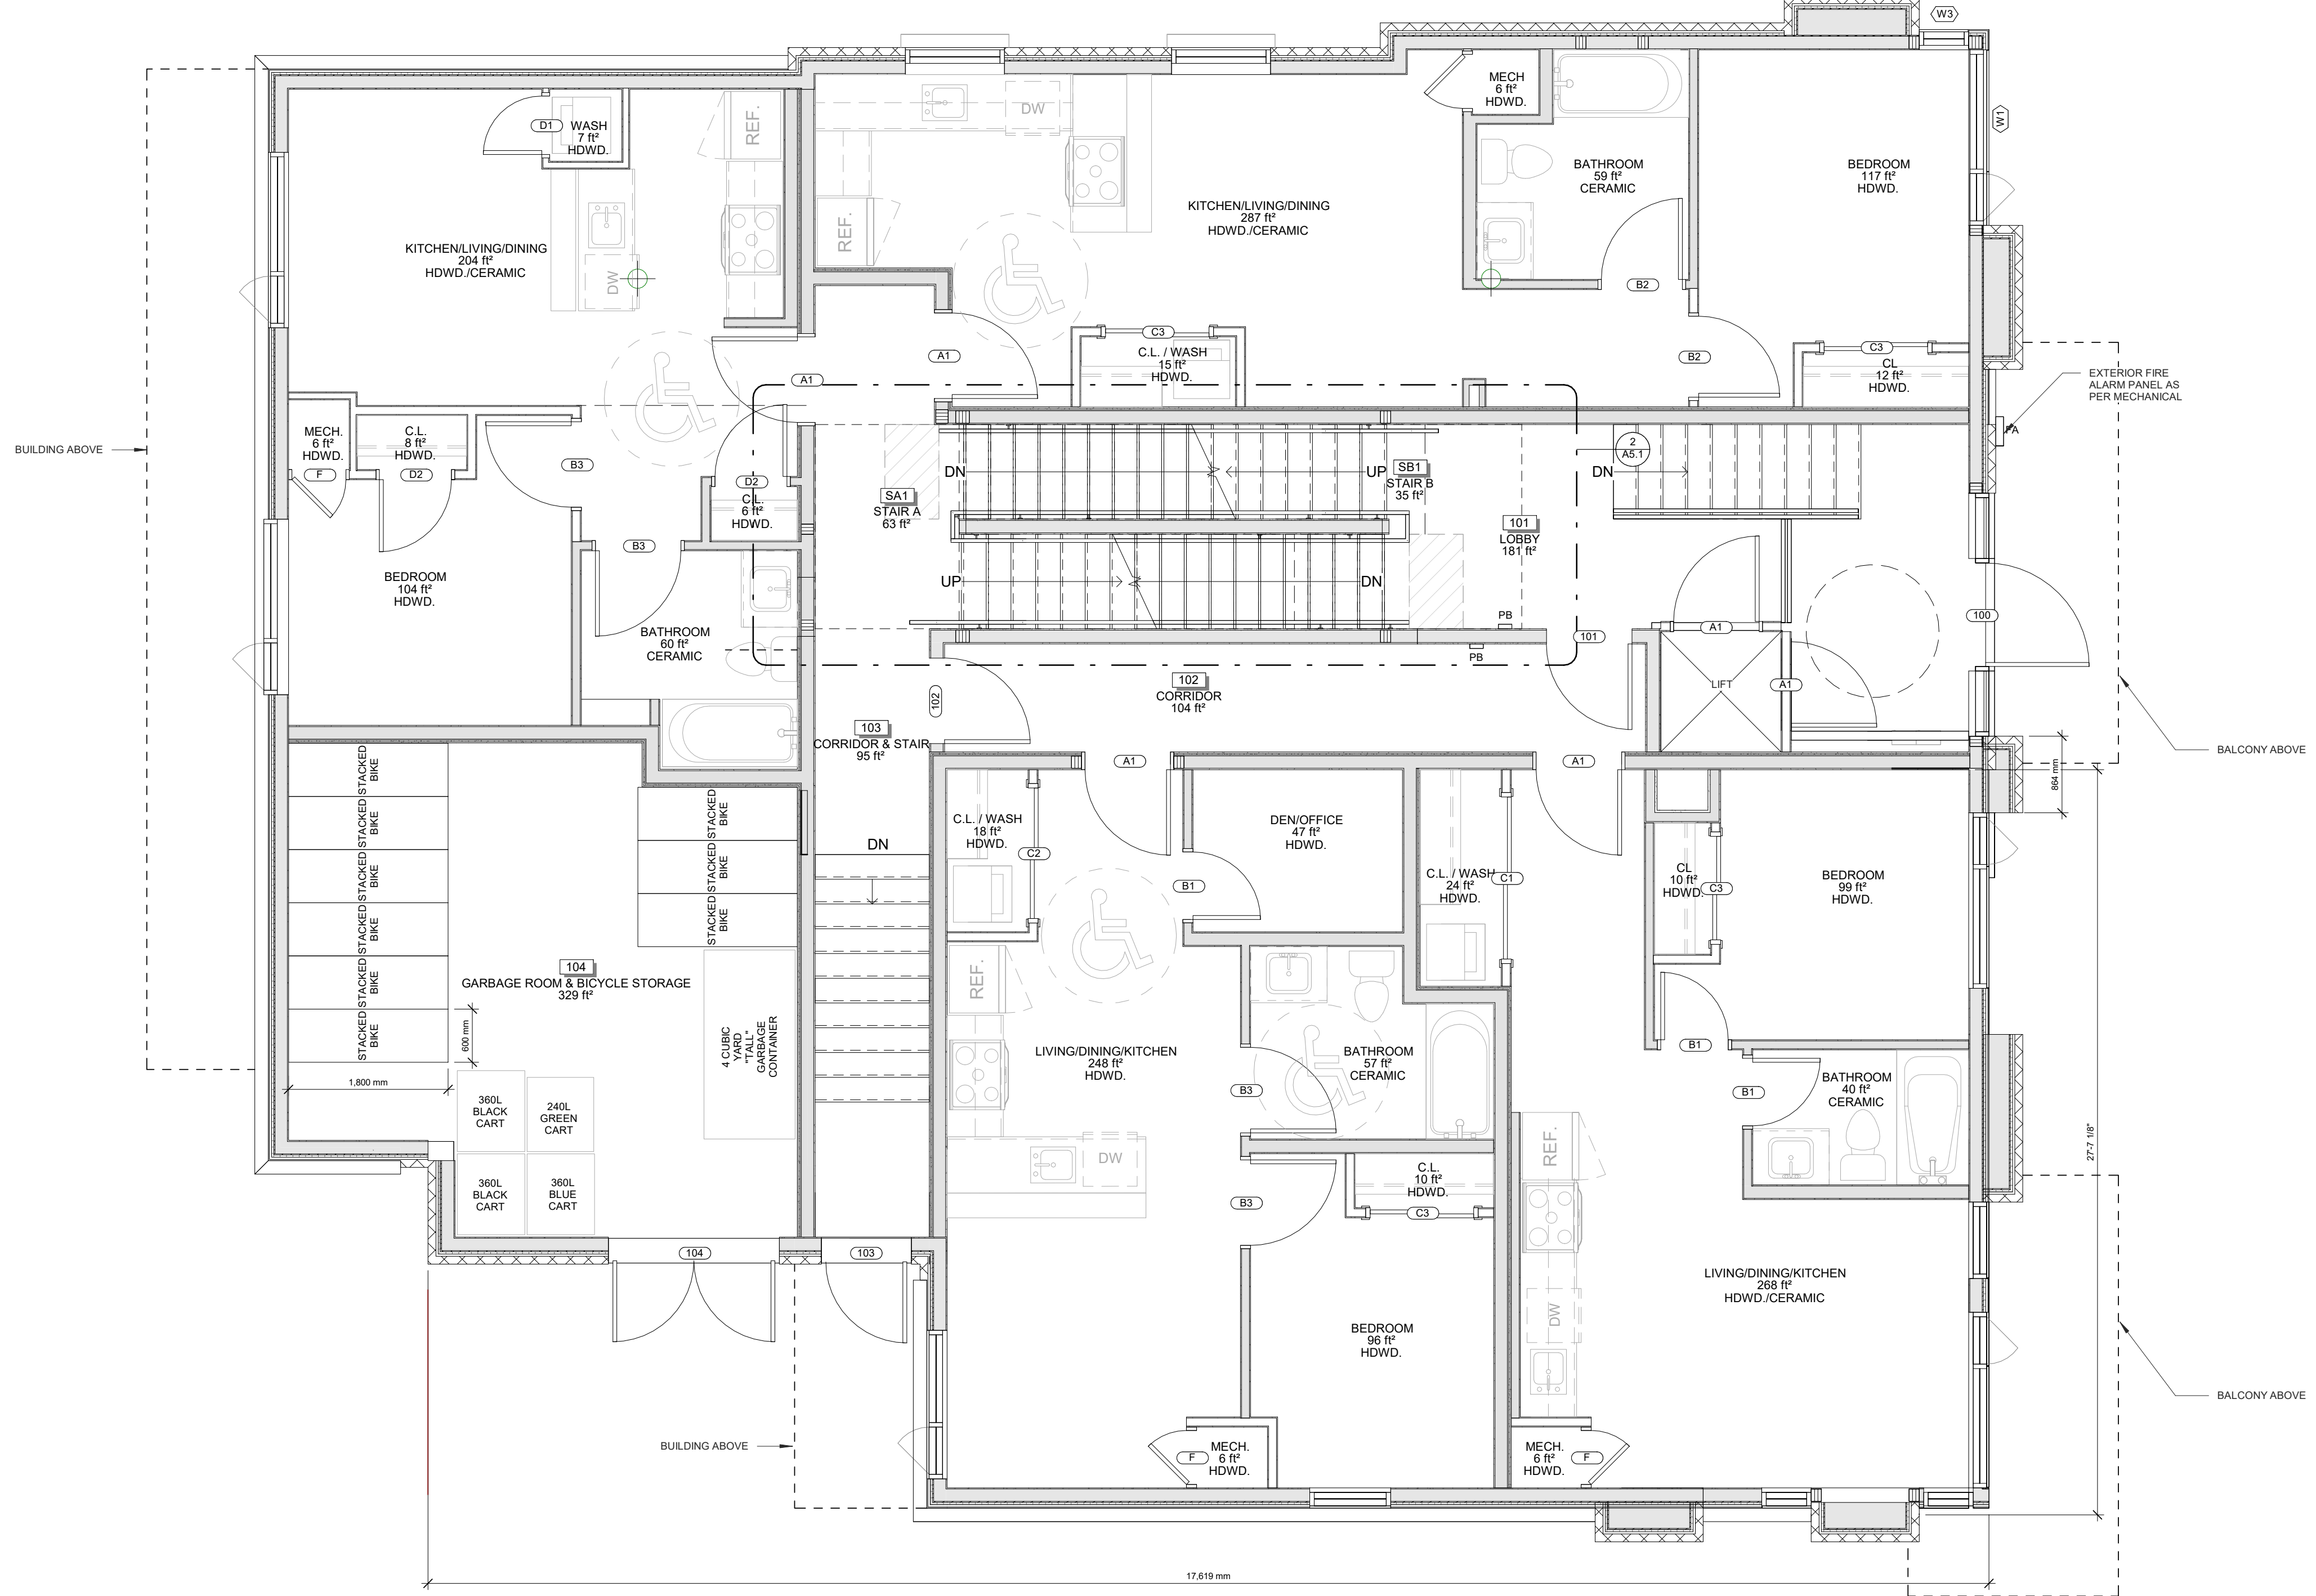 W3
W1
MECH
6 ft²
HDWD.
D1
WASH
7 ft²
HDWD.
REF.
DW
BATHROOM
59 ft²
CERAMIC
BEDROOM
117 ft²
HDWD.
KITCHEN/LIVING/DINING
204 ft²
HDWD./CERAMIC
DW
REF.
KITCHEN/LIVING/DINING
287 ft²
HDWD./CERAMIC
B2
A1
A1
C3
C.L. / WASH
15 ft²
HDWD.
B2
C3
CL
12 ft²
HDWD.
EXTERIOR FIRE
ALARM PANEL AS
PER MECHANICAL
FA
BUILDING ABOVE
MECH.
6 ft²
HDWD.
F
C.L.
8 ft²
HDWD.
D2
B3
D2
C.L.
6 ft²
HDWD.
SA1
STAIR A
63 ft²
DN
UP
SB1
STAIR B
35 ft²
2
A5.1
DN
101
LOBBY
181 ft²
B3
BEDROOM
104 ft²
HDWD.
BATHROOM
60 ft²
CERAMIC
UP
DN
PB
PB
101
A1
100
LIFT
A1
102
102
CORRIDOR
104 ft²
103
CORRIDOR & STAIR
95 ft²
BALCONY ABOVE
A1
A1
864 mm
STACKED
BIKE
STACKED
BIKE
STACKED
BIKE
STACKED
BIKE
STACKED
BIKE
STACKED
BIKE
STACKED
BIKE
STACKED
BIKE
STACKED
BIKE
DN
C.L. / WASH
18 ft²
HDWD.
C2
DEN/OFFICE
47 ft²
HDWD.
B1
C.L. / WASH
24 ft²
HDWD.
C1
CL
10 ft²
HDWD.
C3
BEDROOM
99 ft²
HDWD.
104
GARBAGE ROOM & BICYCLE STORAGE
329 ft²
REF.
600 mm
1,800 mm
4 CUBIC
YARD
"TALL"
GARBAGE
CONTAINER
LIVING/DINING/KITCHEN
248 ft²
HDWD.
B3
BATHROOM
57 ft²
CERAMIC
B1
B1
BATHROOM
40 ft²
CERAMIC
27'-7 1/8"
360L
BLACK
CART
240L
GREEN
CART
360L
BLACK
CART
360L
BLUE
CART
DW
B3
C.L.
10 ft²
HDWD.
C3
REF.
104
103
DW
LIVING/DINING/KITCHEN
268 ft²
HDWD./CERAMIC
BEDROOM
96 ft²
HDWD.
BALCONY ABOVE
BUILDING ABOVE
F
MECH.
6 ft²
HDWD.
MECH.
6 ft²
HDWD.
F
17,619 mm